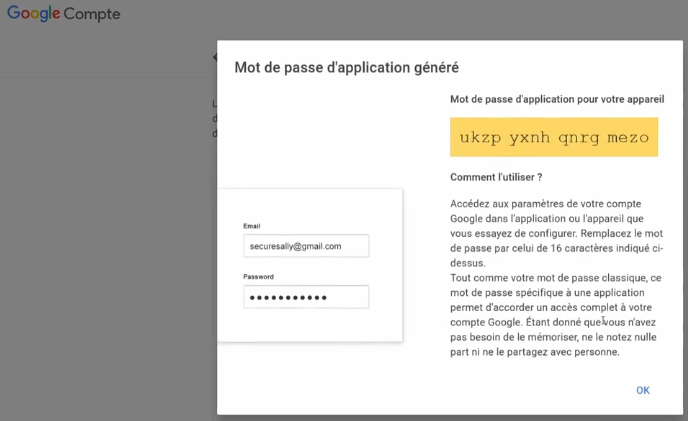 Google Compte
Mot de passe d'application généré
Mot de passe d'application pour votre appareil
ukzp yxnh qnrg mezo
Comment l'utiliser ?
Accédez aux paramètres de votre compte
Google dans l'application ou l'appareil que
vous essayez de configurer. Remplacez le mot
de passe par celui de 16 caractères indiqué ci-
dessus.
Tout comme votre mot de passe classique, ce
mot de passe spécifique à une application
permet d'accorder un accès complet à votre
compte Google. Étant donné que vous n'avez
pas besoin de le mémoriser, ne le notez nulle
part ni ne le partagez avec personne.
Email
securesally@gmail.com
Password
●●●●●●●●●●●
OK